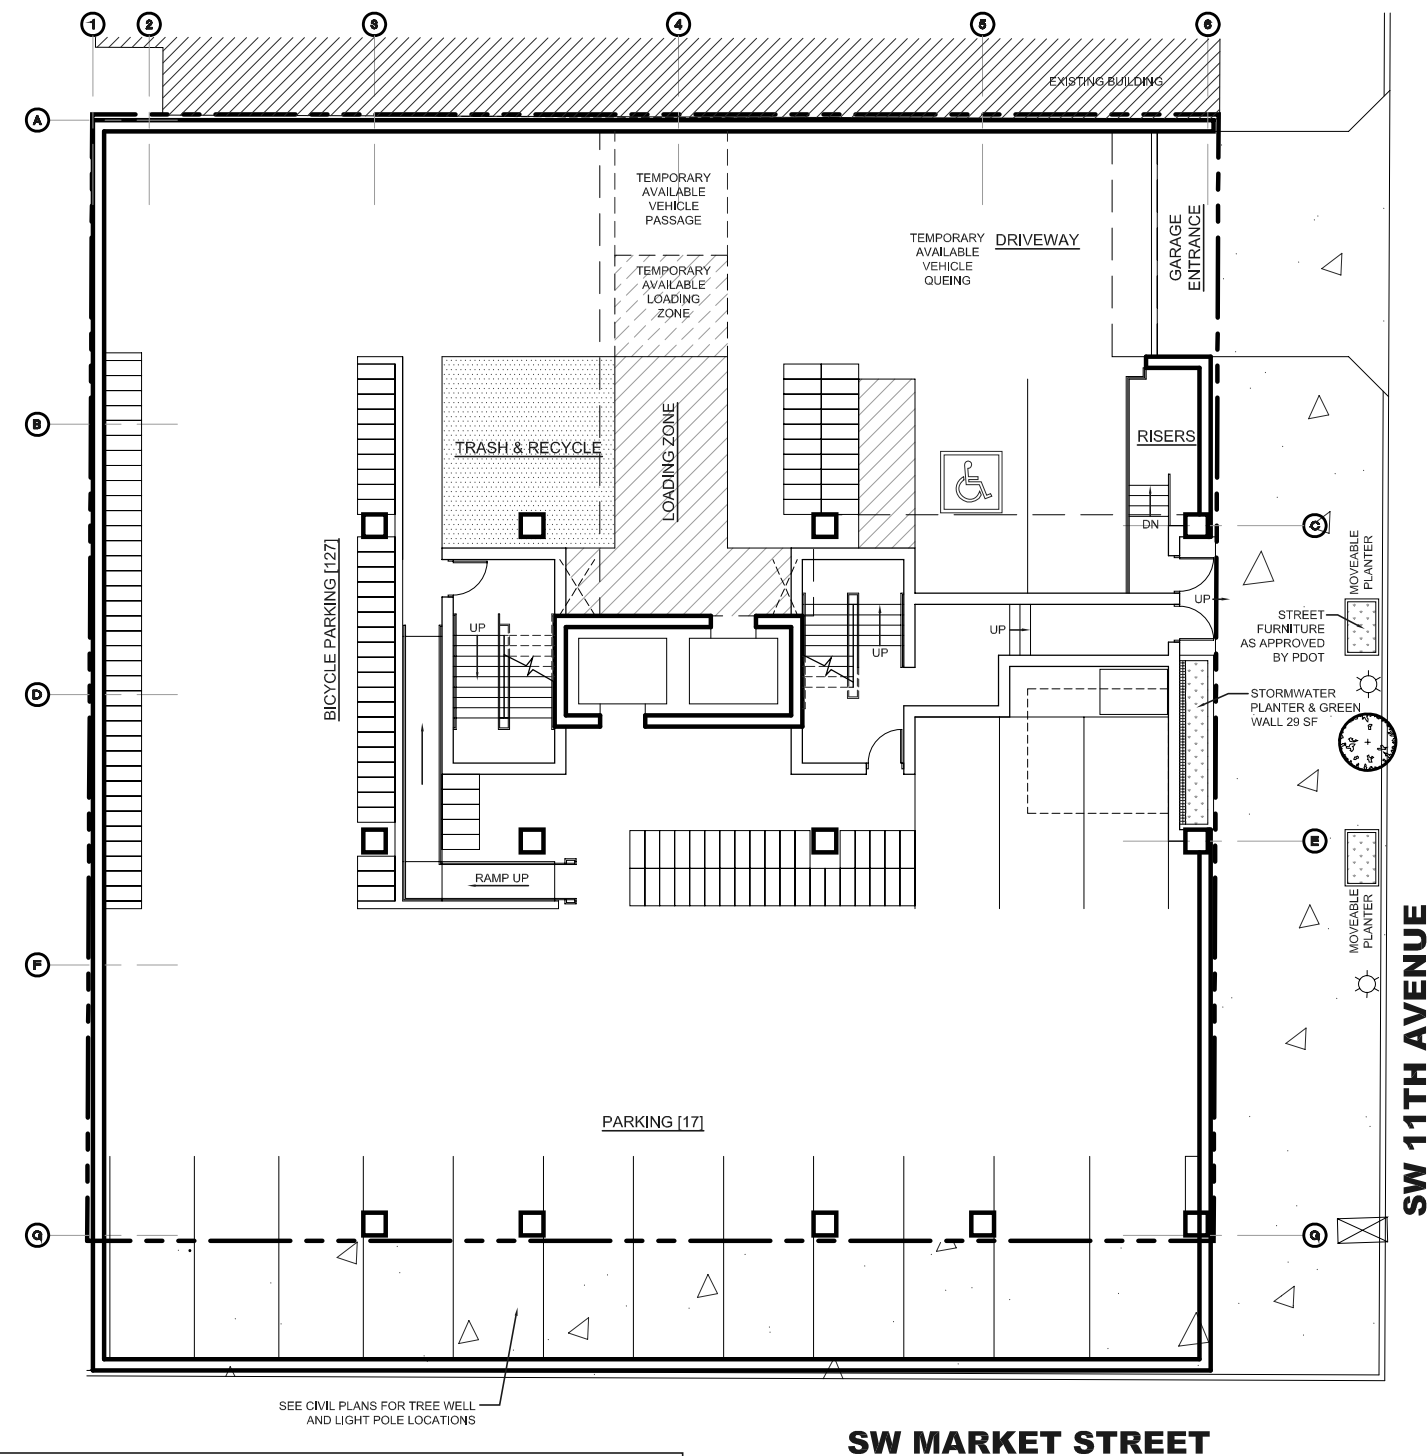 1
2
3
4
5
6
EXISTING BUILDING
A
TEMPORARY
AVAILABLE
VEHICLE
PASSAGE
TEMPORARY
AVAILABLE
VEHICLE
QUEING
DRIVEWAY
GARAGE
ENTRANCE
TEMPORARY
AVAILABLE
LOADING
ZONE
B
TRASH & RECYCLE
LOADING ZONE
RISERS
DN
C
BICYCLE PARKING [127]
MOVEABLE
PLANTER
UP
UP
UP
UP
STREET
FURNITURE
AS APPROVED
BY PDOT
D
STORMWATER
PLANTER & GREEN
WALL 29 SF
E
RAMP UP
MOVEABLE
PLANTER
F
SW 11TH AVENUE
PARKING [17]
G
G
SEE CIVIL PLANS FOR TREE WELL
AND LIGHT POLE LOCATIONS
SW MARKET STREET